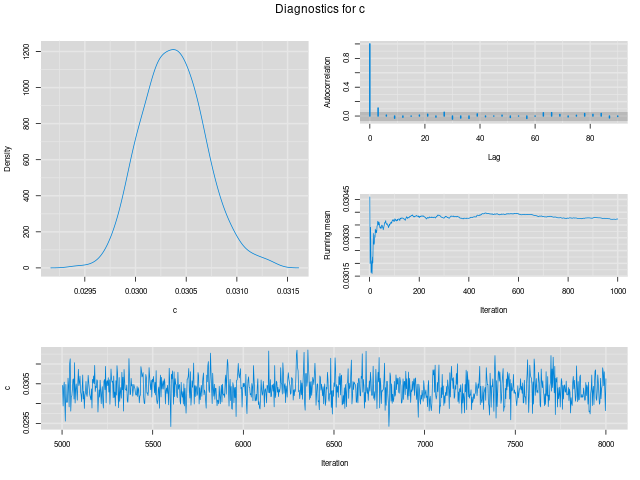 Diagnostics for c
1200
1000
800
600
400
200
0
Density
0.0295 0.0300 0.0305 0.0310 0.0315
c
0.8
0.4
0.0
Autocorrelation
0 20 40 60 80
Lag
0.03045
0.03030
0.03015
Running mean
0 200 400 600 800 1000
Iteration
0.0305
0.0295
c
5000 5500 6000 6500 7000 7500 8000
Iteration